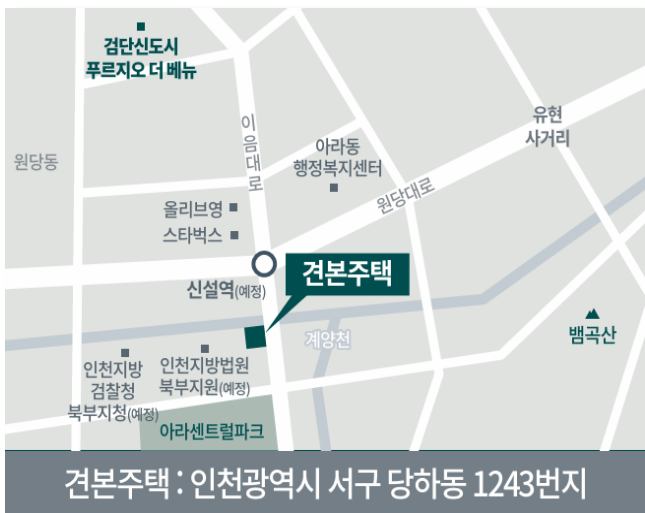 검단신도시
푸르지오 더 베뉴
이음대로
유현
사거리
원당동
아라동
행정복지센터
원당대로
올리브영
스타벅스
신설역(예정)
견본주택
계양천
뱀곡산
인천지방
검찰청
북부지청(예정)
인천지방법원
북부지원(예정)
아라센트럴파크
견본주택 : 인천광역시 서구 당하동 1243번지